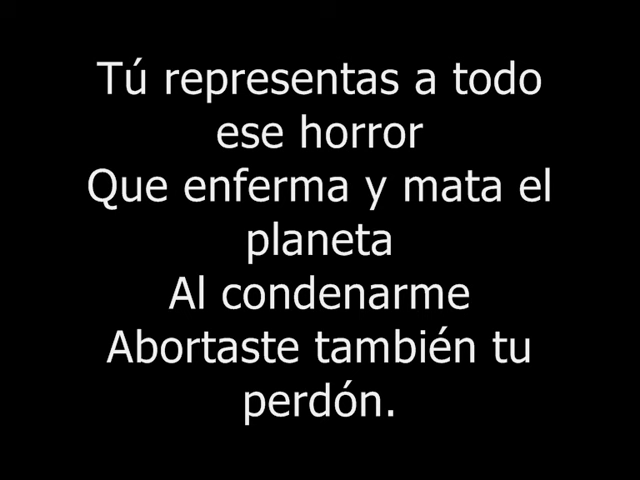 Tú representas a todo
ese horror
Que enferma y mata el
planeta
Al condenarme
Abortaste también tu
perdón.